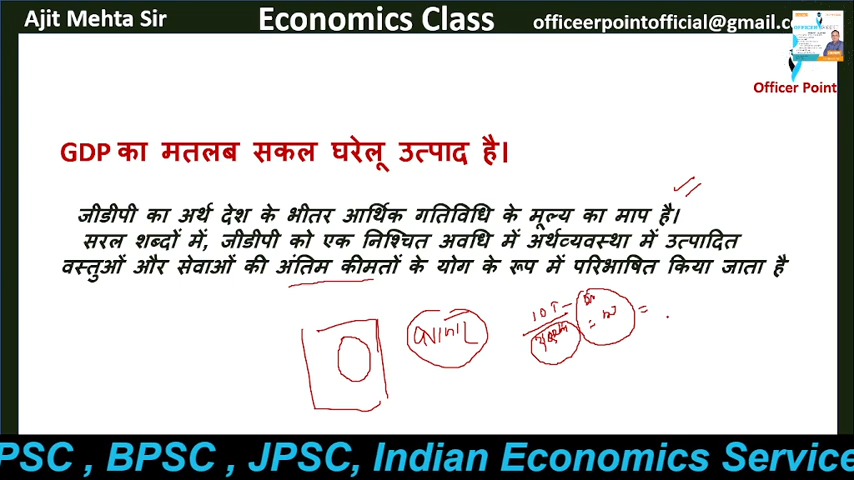 Ajit Mehta Sir
Economics Class
officeerpointofficial@gmail.c
Officer Point
GDP का मतलब सकल घरेलू उत्पाद है।
जीडीपी का अर्थ देश के भीतर आर्थिक गतिविधि के मूल्य का माप है।
सरल शब्दों में, जीडीपी को एक निश्चित अवधि में अर्थव्यवस्था में उत्पादित
वस्तुओं और सेवाओं की अंतिम कीमतों के योग के रूप में परिभाषित किया जाता है
PSC , BPSC , JPSC, Indian Economics Service